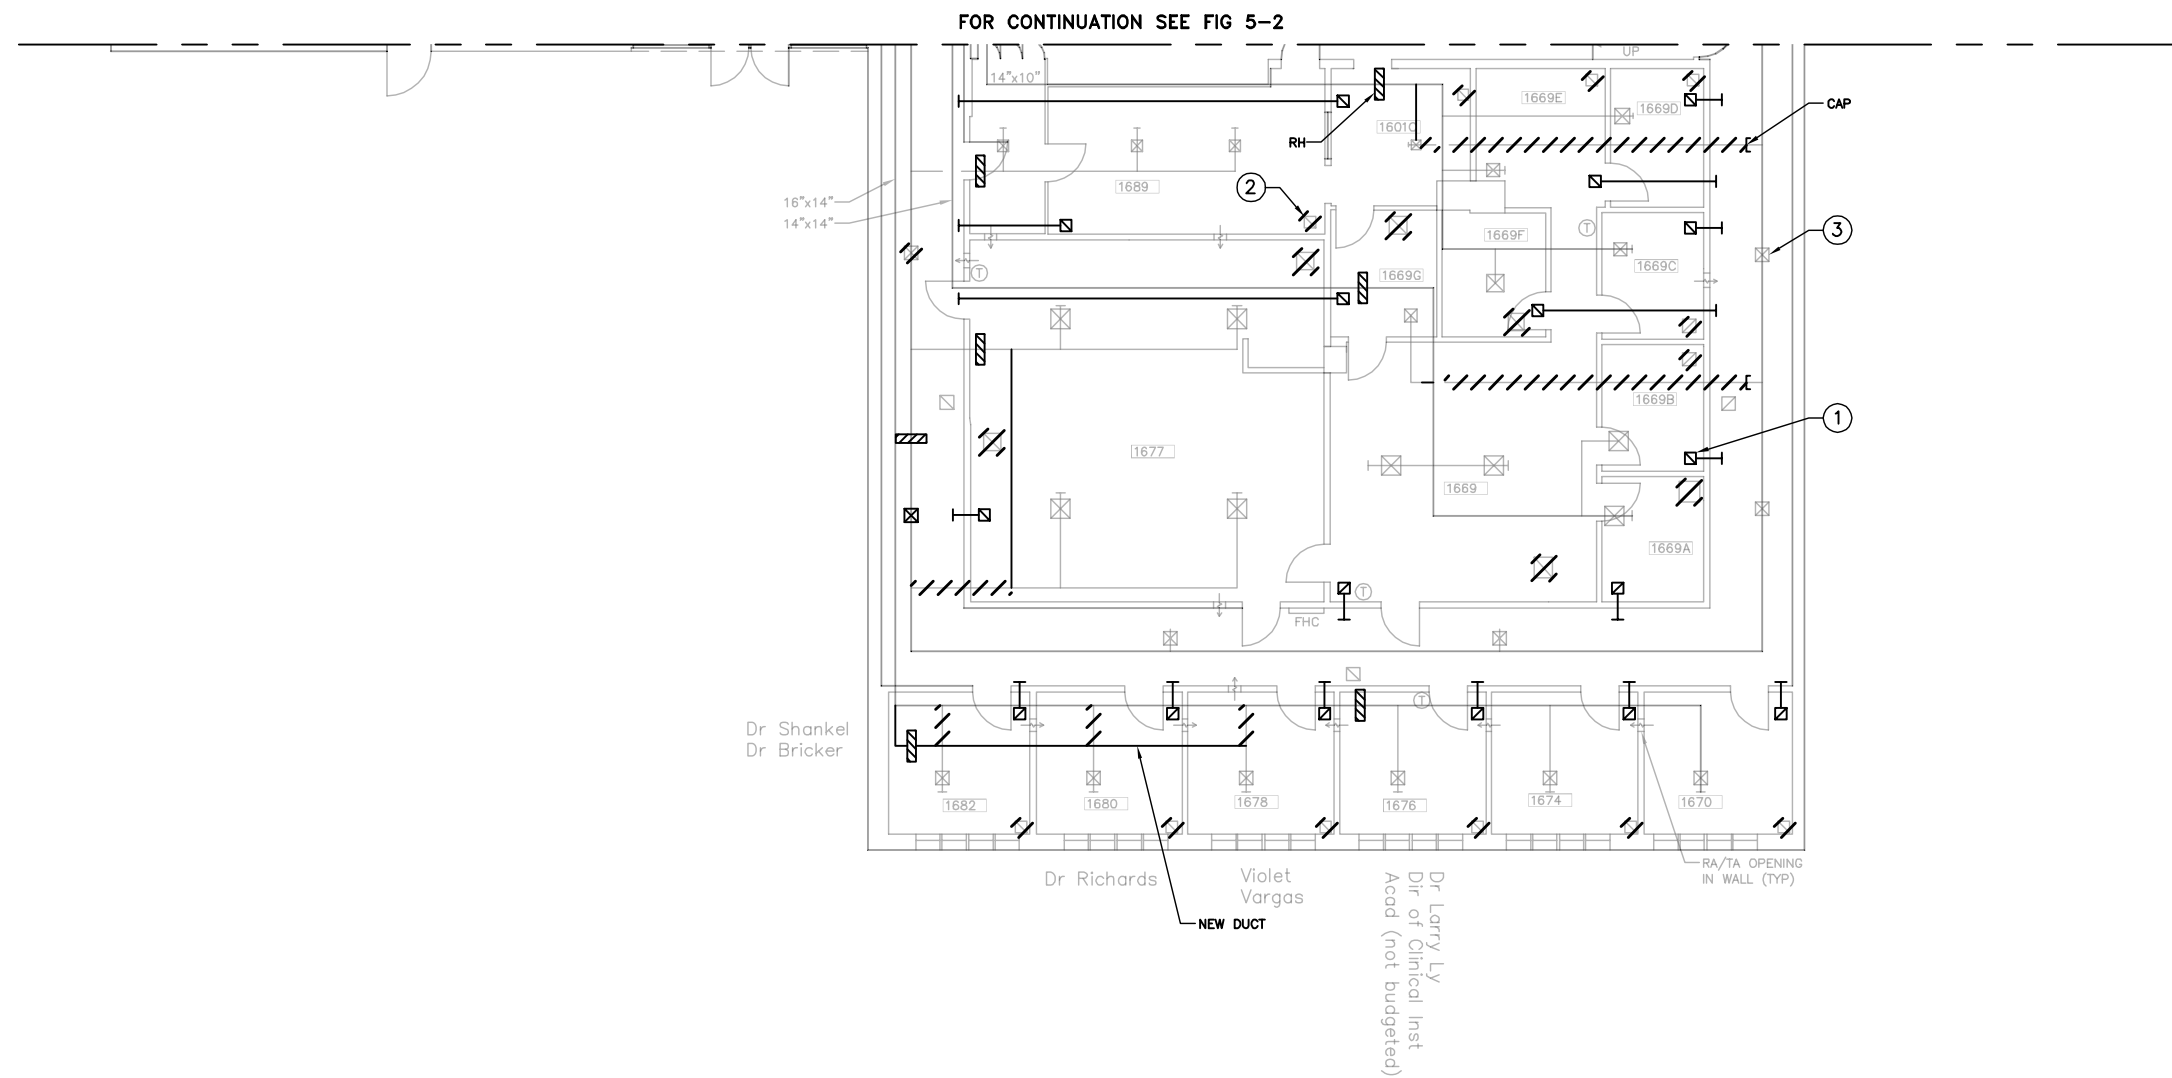 FOR CONTINUATION SEE FIG 5-2
UP
14"x10"
1669E
1669D
CAP
1601C
RH
1689
2
16"x14"
14"x14"
1669F
T
3
1669C
T
1669G
1669B
1
1677
1669
1669A
T
FHC
T
Dr Shankel
Dr Bricker
1682
1680
1678
1676
1674
1670
RA/TA OPENING
IN WALL (TYP)
Dr Richards
Violet
Vargas
NEW DUCT
Dr Larry Ly
Dir of Clinical Inst
Acad (not budgeted)